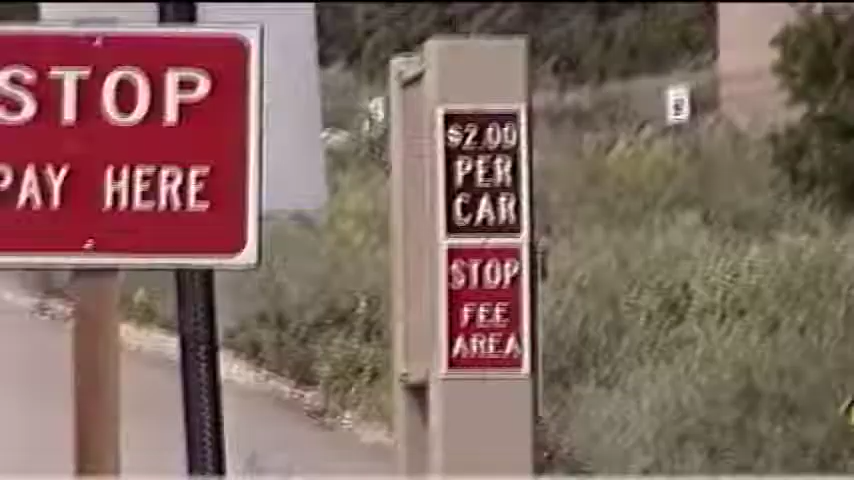 STOP
PAY HERE
$2.00
PER
CAR
STOP
FEE
AREA